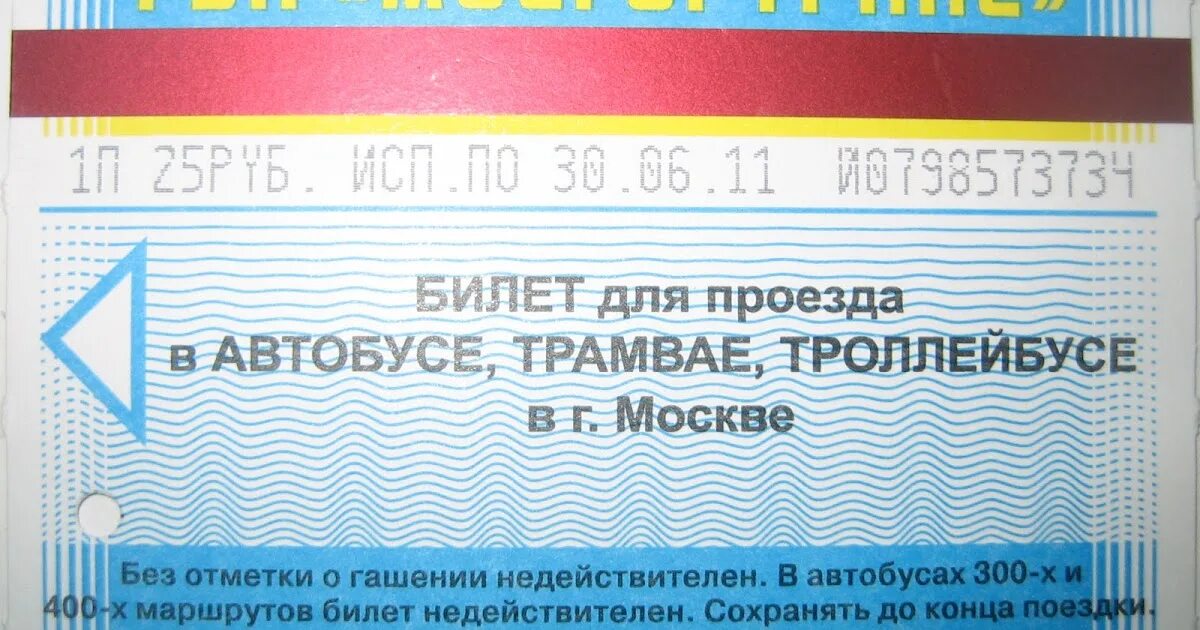 1П 25РУБ. ИСП.ПО 30.06.11 И0798573734
БИЛЕТ для проезда
в АВТОБУСЕ, ТРАМВАЕ, ТРОЛЛЕЙБУСЕ
в г. Москве
Без отметки о гашении недействителен. В автобусах 300-х и
400-х маршрутов билет недействителен. Сохранять до конца поездки.